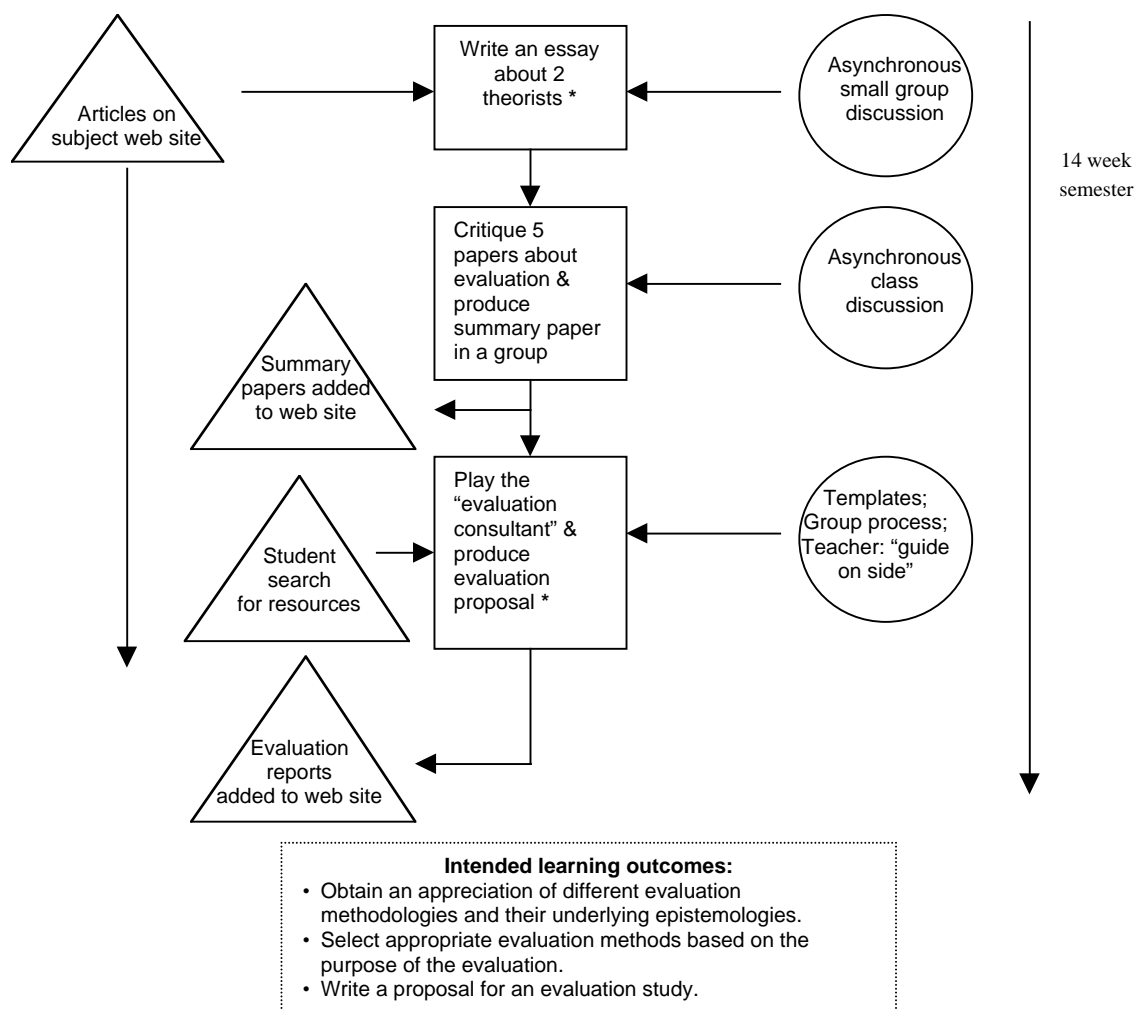 Articles on
subject web site
Write an essay
about 2
theorists *
Asynchronous
small group
discussion
14 week
semester
Critique 5
papers about
evaluation &
produce
summary paper
in a group
Asynchronous
class
discussion
Summary
papers added
to web site
Student
search
for resources
Play the
“evaluation
consultant” &
produce
evaluation
proposal *
Templates;
Group process;
Teacher: “guide
on side”
Evaluation
reports
added to web site
Intended learning outcomes:
• Obtain an appreciation of different evaluation
methodologies and their underlying epistemologies.
• Select appropriate evaluation methods based on the
purpose of the evaluation.
• Write a proposal for an evaluation study.